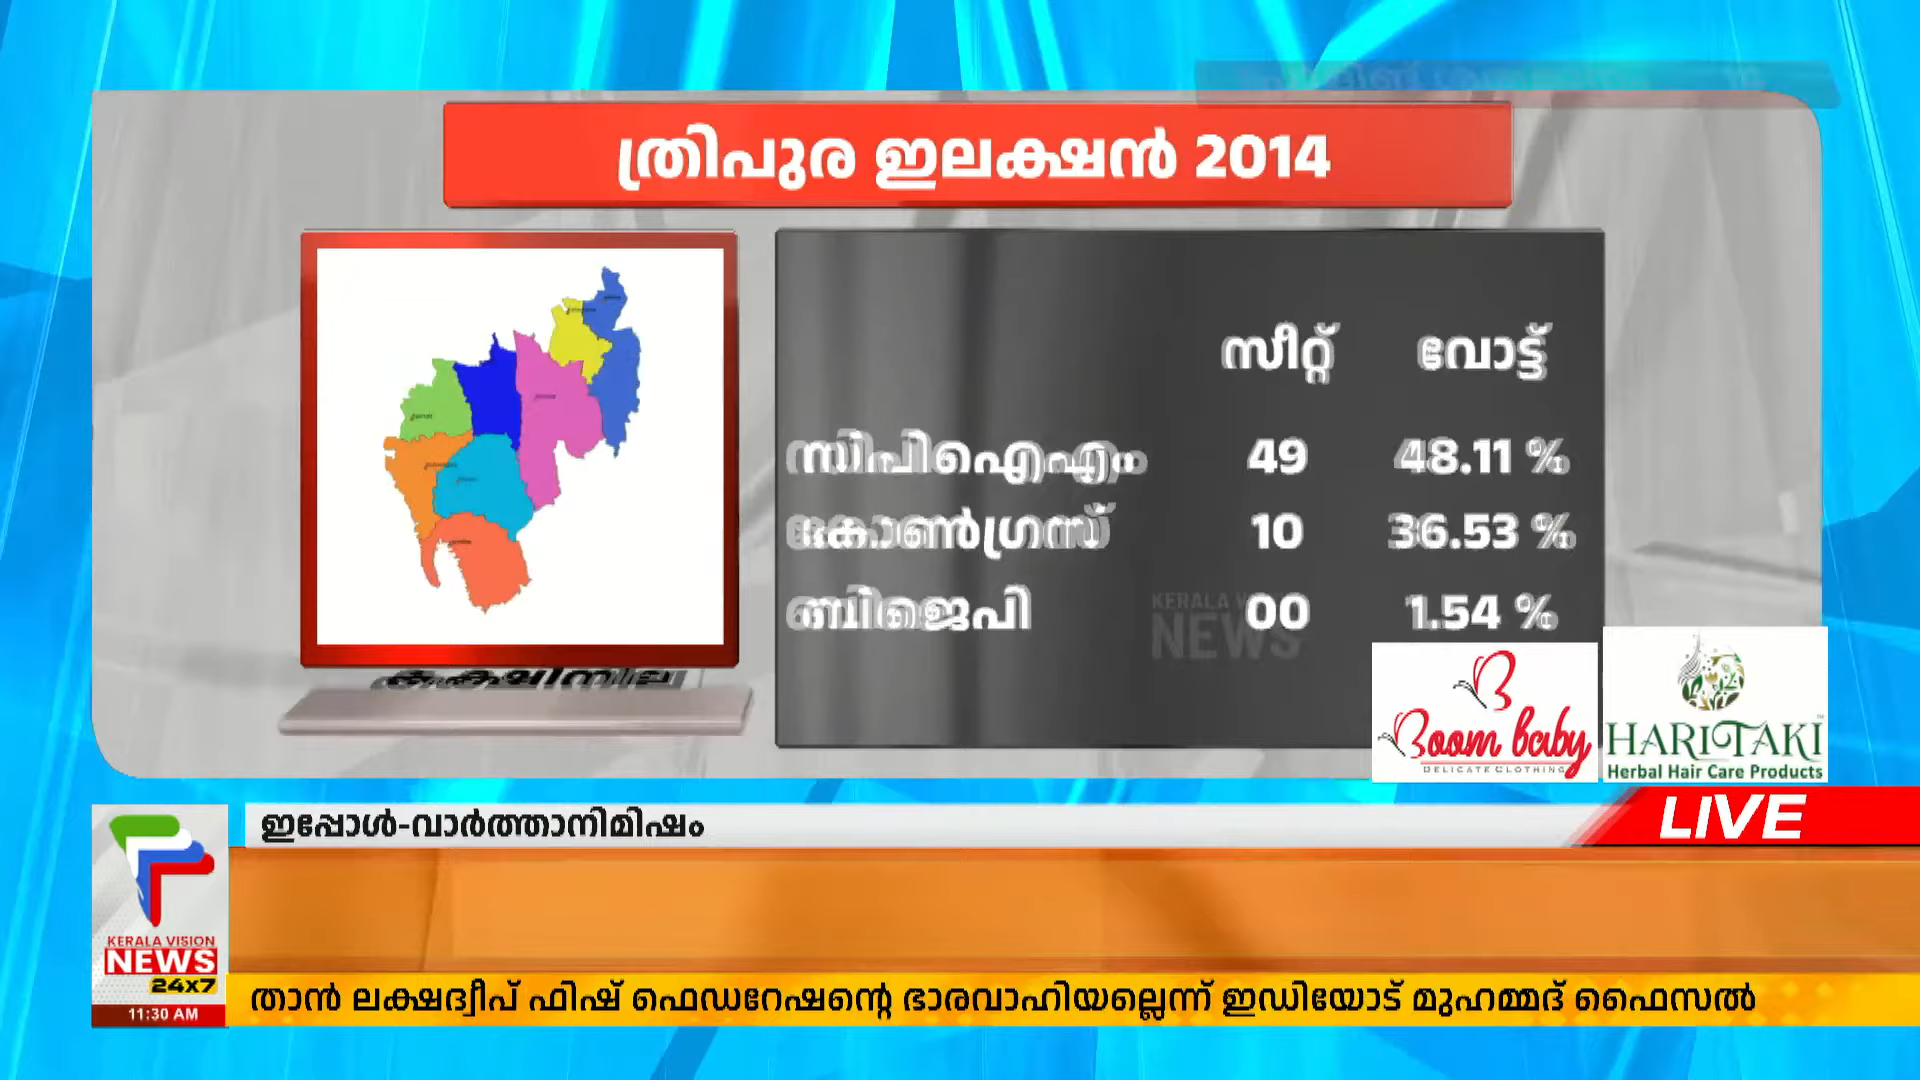 ത്രിപുര ഇലക്ഷൻ 2014
സീറ്റ് വോട്ട്
സിപിഐഎം 49 48.11 %
കോൺഗ്രസ് 10 36.53 %
ബിജെപി 00 1.54 %
കക്ഷിനില
KERALA VISION
NEWS
Boom baby
DELICATE CLOTHING
HARITAKI
Herbal Hair Care Products
ഇപ്പോൾ-വാർത്താനിമിഷം
LIVE
KERALA VISION
NEWS
24x7
11:30 AM
താൻ ലക്ഷദ്വീപ് ഫിഷ് ഫെഡറേഷന്റെ ഭാരവാഹിയല്ലെന്ന് ഇഡിയോട് മുഹമ്മദ് ഫൈസൽ